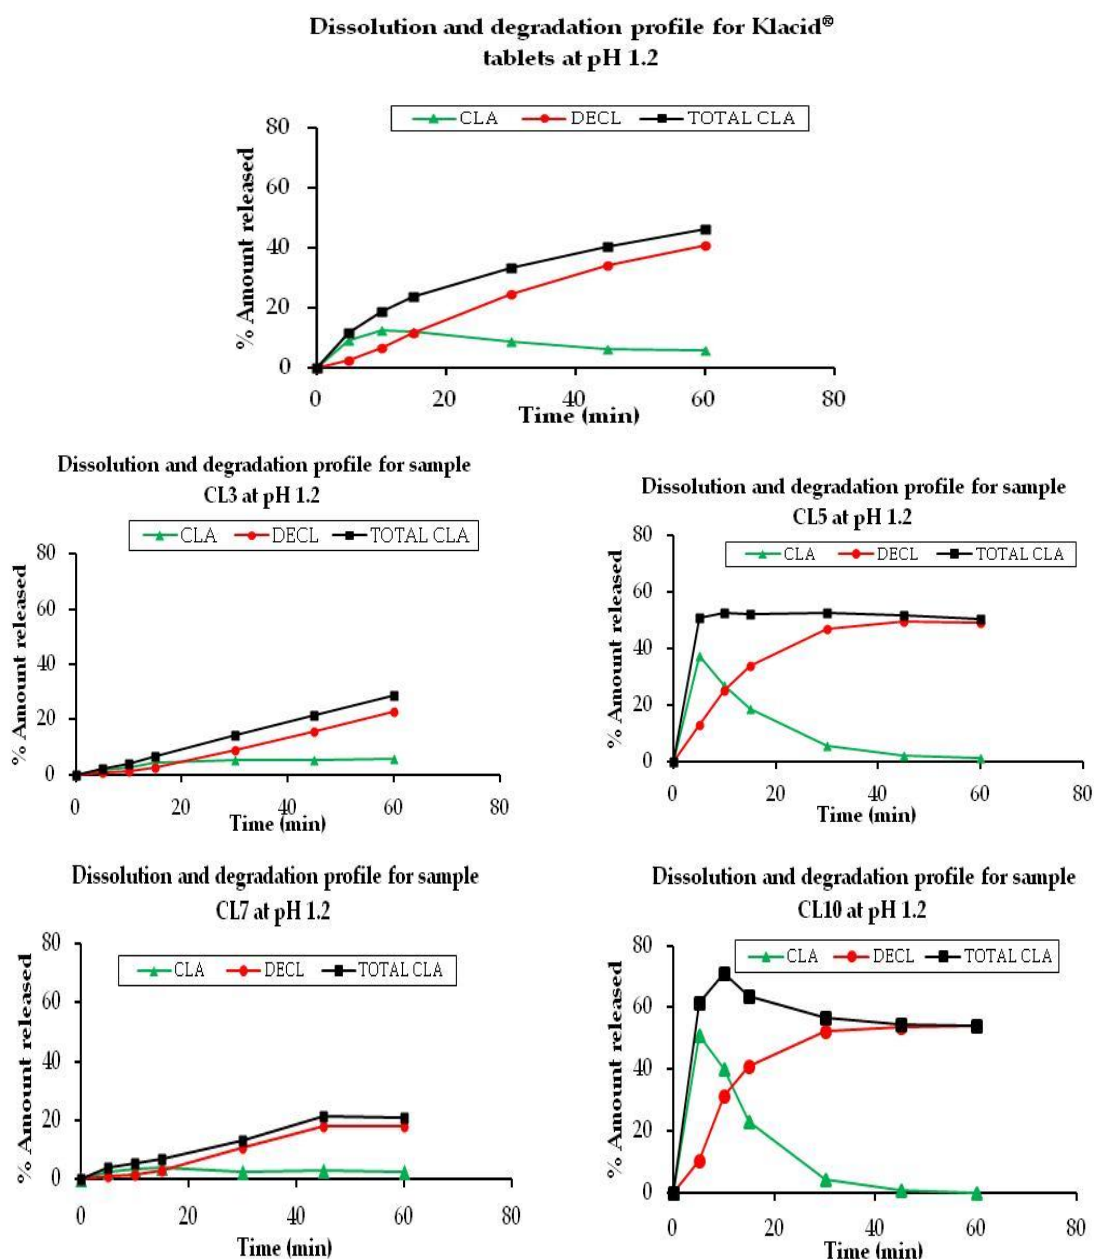 Dissolution and degradation profile for Klacid®
tablets at pH 1.2
CLA DECL TOTAL CLA
80
60
40
20
0
% Amount released
0 20 40 60 80
Time (min)
Dissolution and degradation profile for sample
CL3 at pH 1.2
CLA DECL TOTAL CLA
80
60
40
20
0
% Amount released
0 20 40 60 80
Time (min)
Dissolution and degradation profile for sample
CL5 at pH 1.2
CLA DECL TOTAL CLA
80
60
40
20
0
% Amount released
0 20 40 60 80
Time (min)
Dissolution and degradation profile for sample
CL7 at pH 1.2
CLA DECL TOTAL CLA
80
60
40
20
0
% Amount released
0 20 40 60 80
Time (min)
Dissolution and degradation profile for sample
CL10 at pH 1.2
CLA DECL TOTAL CLA
80
60
40
20
0
% Amount released
0 20 40 60 80
Time (min)